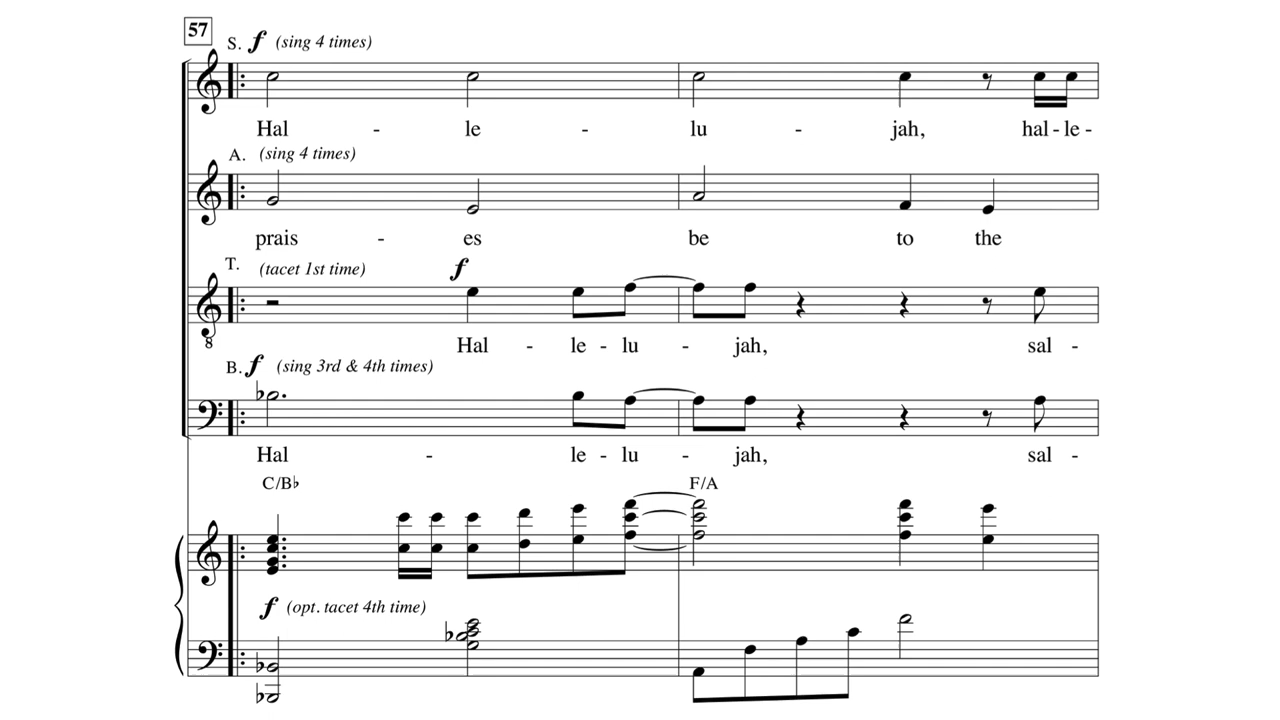 57
S. f (sing 4 times)
Hal - le - lu - jah, hal - le -
A. (sing 4 times)
prais - es be to the
T. (tacet 1st time) f
8
Hal - le - lu - jah, sal -
B. f (sing 3rd & 4th times)
Hal - le - lu - jah, sal -
C/B♭ F/A
f (opt. tacet 4th time)